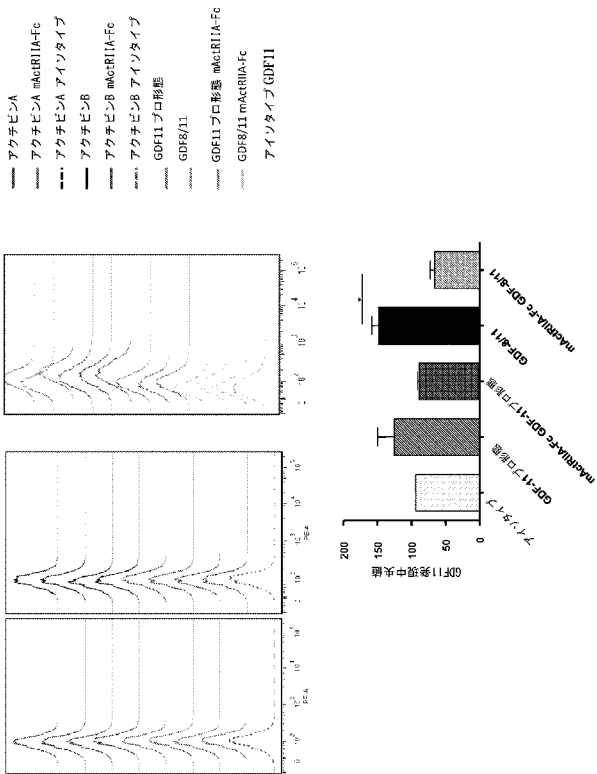 アクチビンA
アクチビンA mActRIIA-Fc
アクチビンA アイソタイプ
アクチビンB
アクチビンB mActRIIA-Fc
アクチビンB アイソタイプ
GDF11プロ形態
GDF8/11
GDF11プロ形態 mActRIIA-Fc
GDF8/11 mActRIIA-Fc
アイソタイプGDF11
PE-A
PE-A
GDF11発現中央値
200
150
100
50
0
*
アイソタイプ
GDF-11プロ形態
mActRIIA-Fc GDF-11プロ形態
GDF-8/11
mActRIIA-Fc GDF-8/11